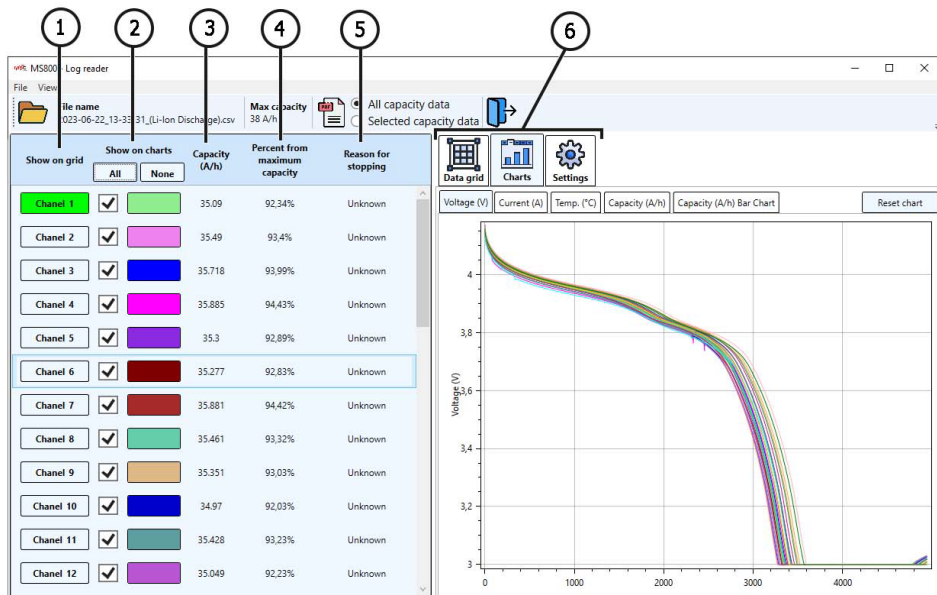 1 2 3 4 5 6
MS800 - Log reader
File View
File name
2023-06-22_13-33-31_(Li-Ion Discharge).csv
Max capacity
38 A/h
All capacity data
Selected capacity data
Show on grid
Show on charts
All None
Capacity
(A/h)
Percent from
maximum
capacity
Reason for
stopping
Chanel 1 35.09 92,34% Unknown
Chanel 2 35.49 93,4% Unknown
Chanel 3 35.718 93,99% Unknown
Chanel 4 35.885 94,43% Unknown
Chanel 5 35.3 92,89% Unknown
Chanel 6 35.277 92,83% Unknown
Chanel 7 35.881 94,42% Unknown
Chanel 8 35.461 93,32% Unknown
Chanel 9 35.351 93,03% Unknown
Chanel 10 34.97 92,03% Unknown
Chanel 11 35.428 93,23% Unknown
Chanel 12 35.049 92,23% Unknown
Data grid Charts Settings
Voltage (V) Current (A) Temp. (°C) Capacity (A/h) Capacity (A/h) Bar Chart Reset chart
Voltage (V)
4
3,8
3,6
3,4
3,2
3
0 1000 2000 3000 4000